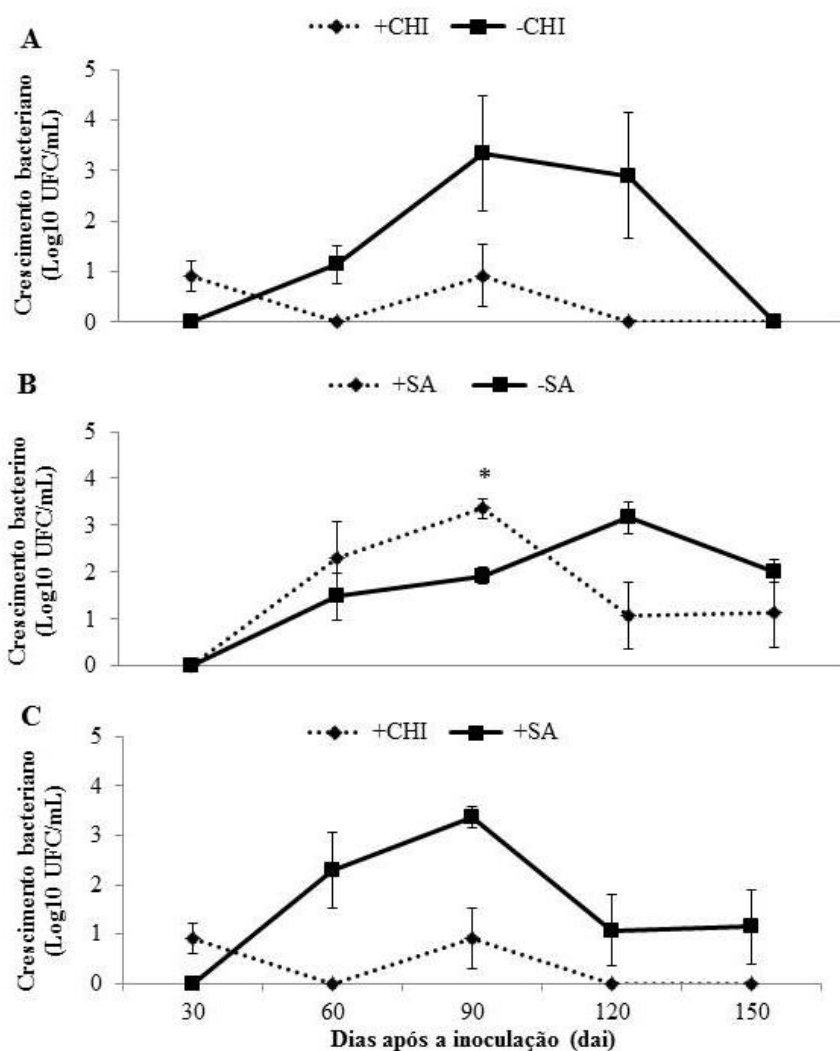 A
+CHI -CHI
Crescimento bacteriano
(Log10 UFC/mL)
5
4
3
2
1
0
B
+SA -SA
Crescimento bacterino
(Log10 UFC/mL)
5
4
3
2
1
0
*
C
+CHI +SA
Crescimento bacteriano
(Log10 UFC/mL)
5
4
3
2
1
0
30 60 90 120 150
Dias após a inoculação (dai)